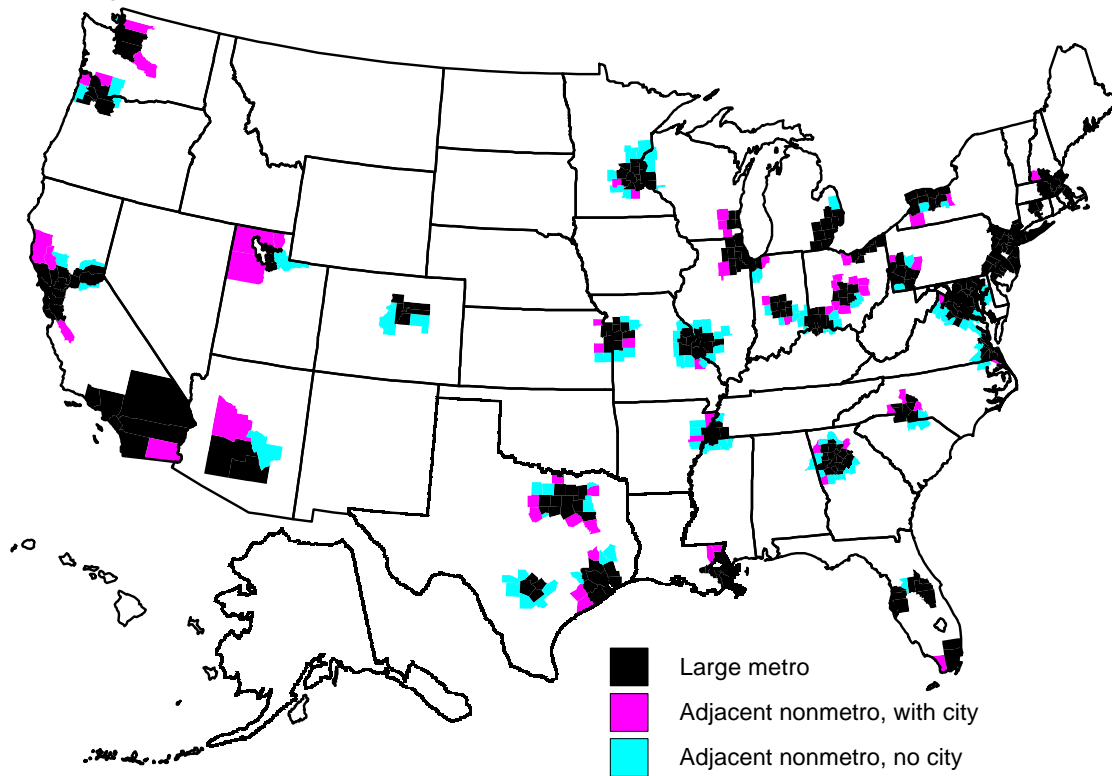 Large metro
Adjacent nonmetro, with city
Adjacent nonmetro, no city